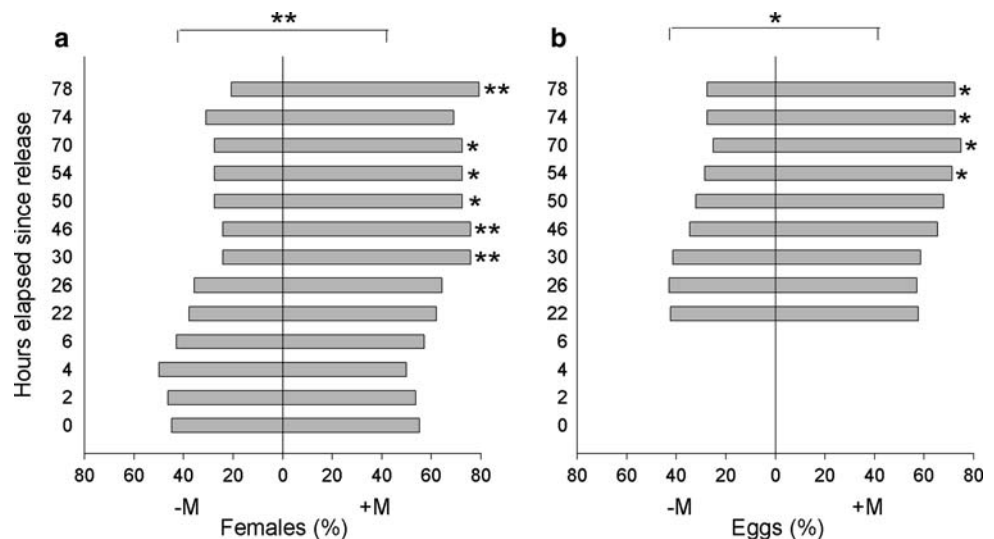 ** *
a b
78 ** 78 *
74 74 *
70 * 70 *
54 * 54 *
50 * 50
46 ** 46
30 ** 30
26 26
22 22
6 6
4 4
2 2
0 0
Hours elapsed since release
80 60 40 20 0 20 40 60 80 80 60 40 20 0 20 40 60 80
-M +M -M +M
Females (%) Eggs (%)